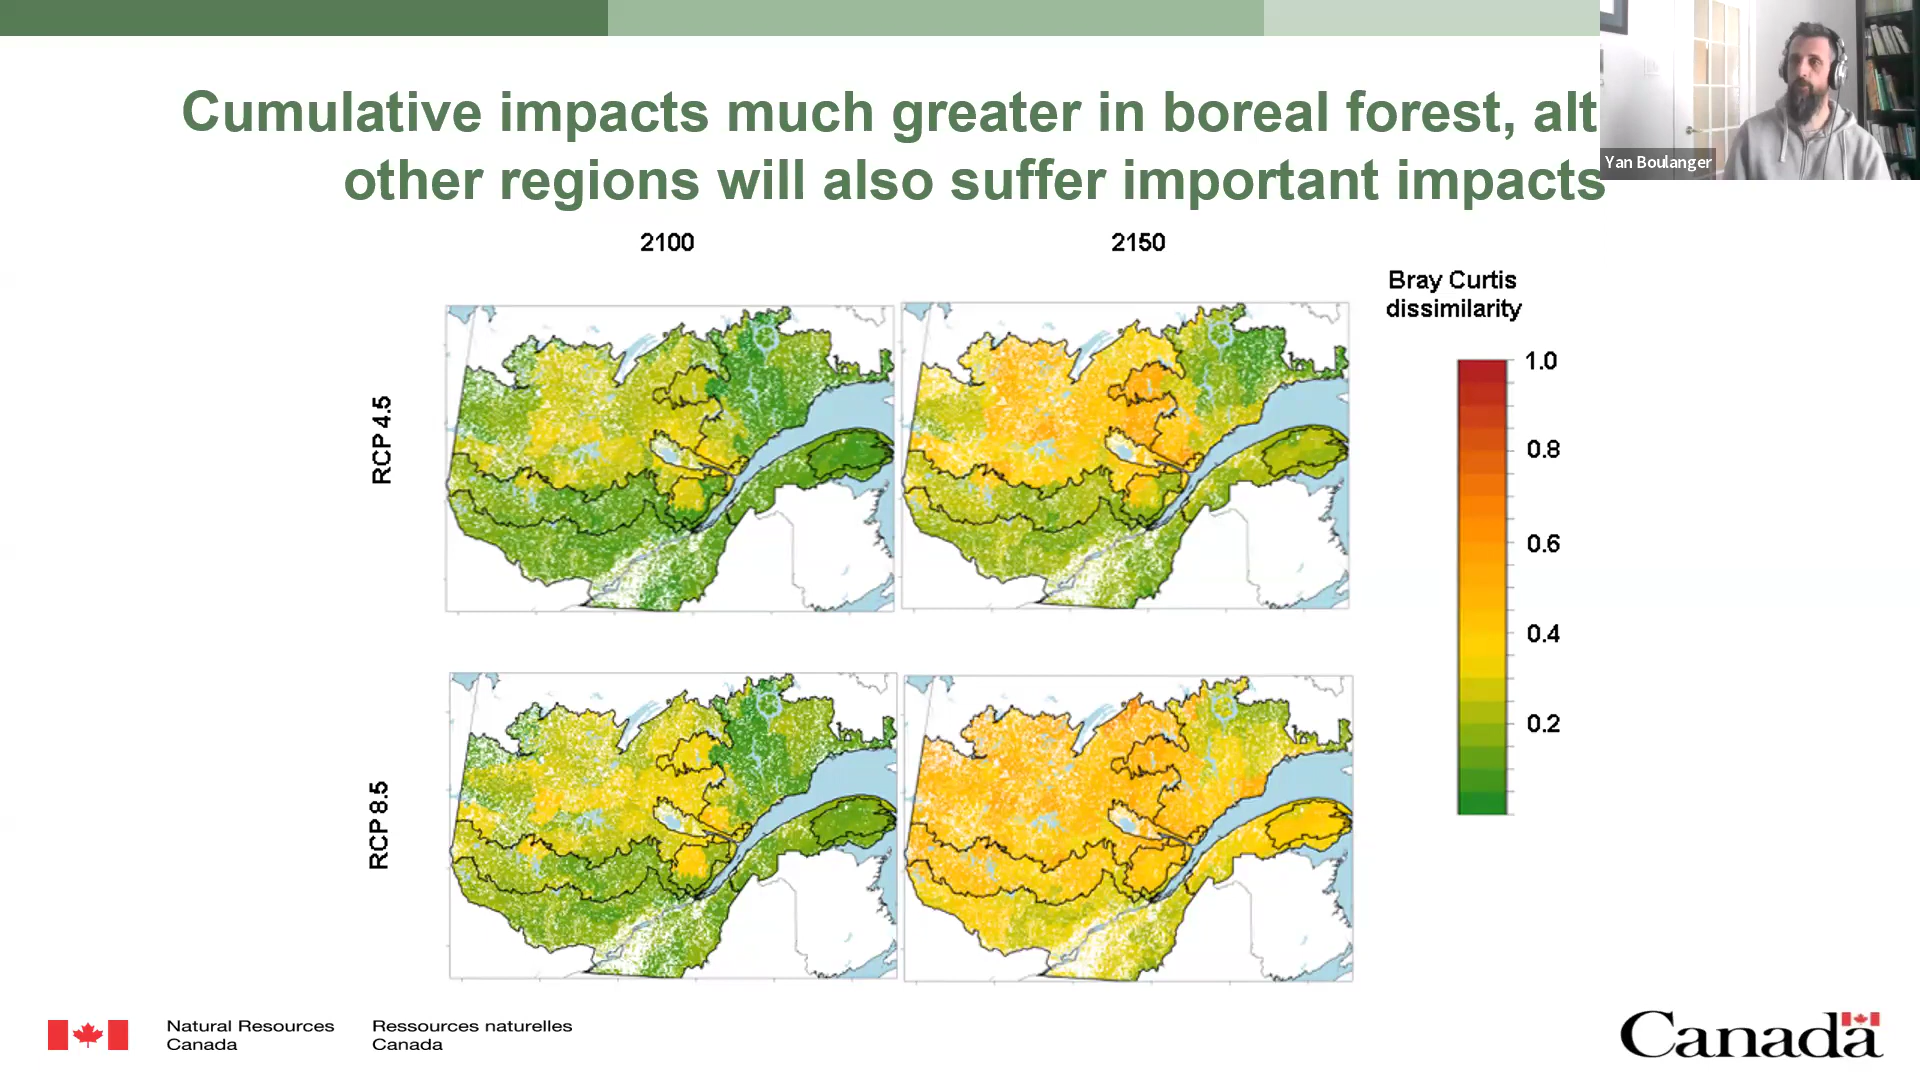 Cumulative impacts much greater in boreal forest, alt
other regions will also suffer important impacts
Yan Boulanger
2100
2150
Bray Curtis
dissimilarity
RCP 4.5
RCP 8.5
1.0
0.8
0.6
0.4
0.2
Natural Resources
Canada
Ressources naturelles
Canada
Canada